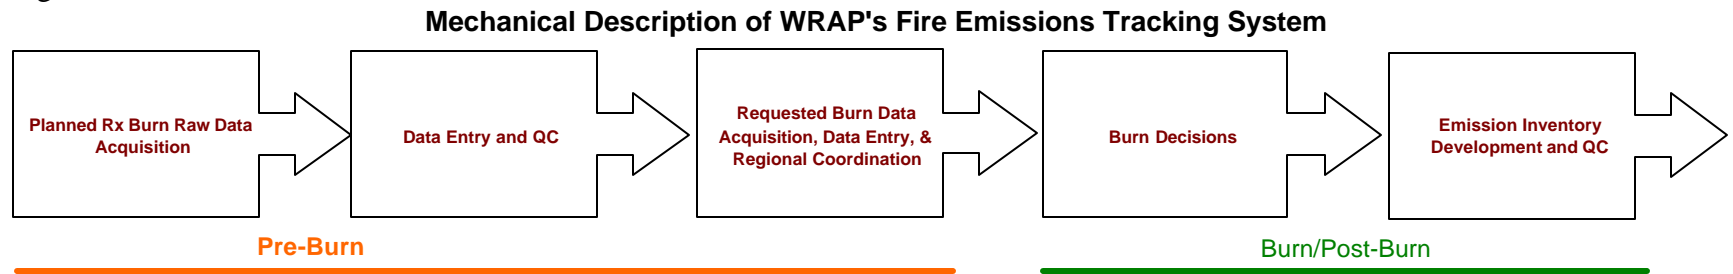 Mechanical Description of WRAP's Fire Emissions Tracking System
Planned Rx Burn Raw Data
Acquisition
Data Entry and QC
Requested Burn Data
Acquisition, Data Entry, &
Regional Coordination
Burn Decisions
Emission Inventory
Development and QC
Pre-Burn
Burn/Post-Burn